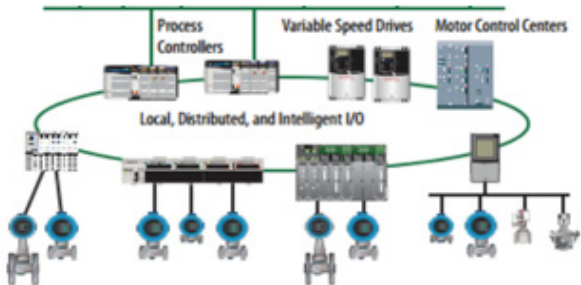 Process
Controllers
Variable Speed Drives
Motor Control Centers
Local, Distributed, and Intelligent I/O